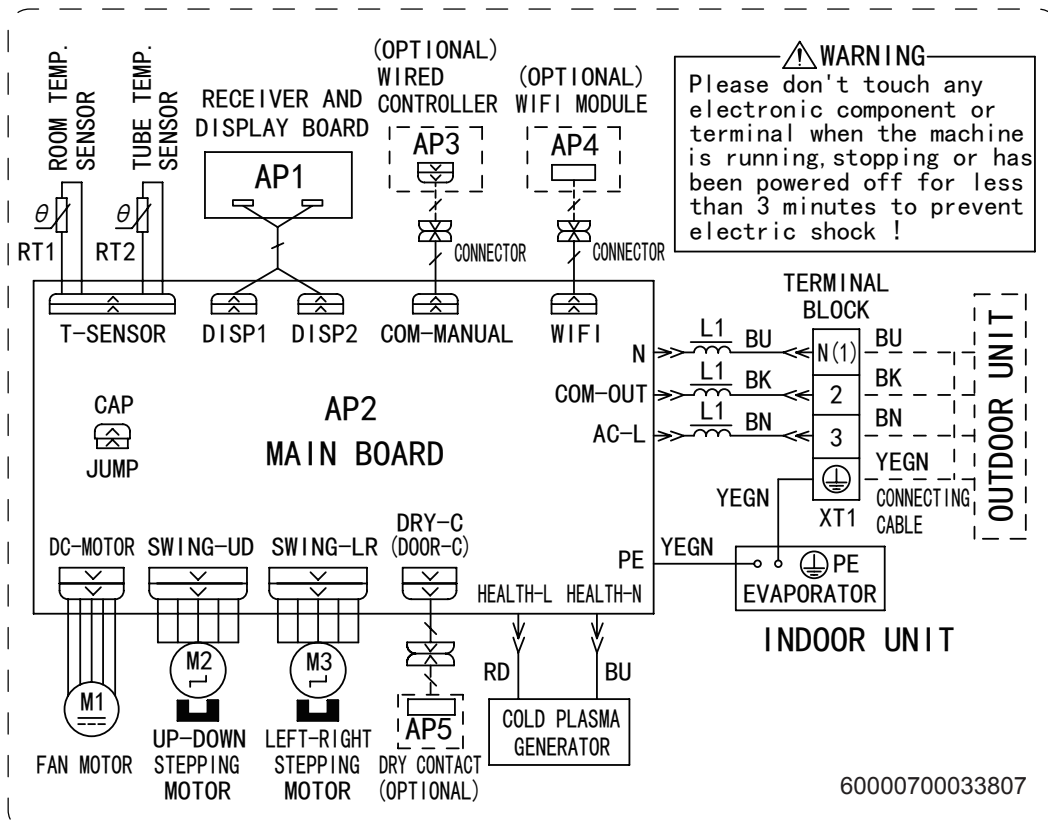 ROOM TEMP.
SENSOR
TUBE TEMP.
SENSOR
RECEIVER AND
DISPLAY BOARD
AP1
(OPTIONAL)
WIRED
CONTROLLER
AP3
(OPTIONAL)
WIFI MODULE
AP4
WARNING
Please don't touch any
electronic component or
terminal when the machine
is running, stopping or has
been powered off for less
than 3 minutes to prevent
electric shock !
θ
RT1
θ
RT2
CONNECTOR
CONNECTOR
T-SENSOR
DISP1
DISP2
COM-MANUAL
WIFI
TERMINAL
BLOCK
N
L1
BU
N(1)
BU
COM-OUT
L1
BK
2
BK
AC-L
L1
BN
3
BN
YEGN
YEGN
XT1
CONNECTING
CABLE
OUTDOOR UNIT
CAP
JUMP
AP2
MAIN BOARD
DC-MOTOR
SWING-UD
SWING-LR
DRY-C
(DOOR-C)
PE
YEGN
PE
EVAPORATOR
HEALTH-L
HEALTH-N
INDOOR UNIT
M1
M2
M3
AP5
RD
BU
COLD PLASMA
GENERATOR
FAN MOTOR
UP-DOWN
STEPPING
MOTOR
LEFT-RIGHT
STEPPING
MOTOR
DRY CONTACT
(OPTIONAL)
60000700033807